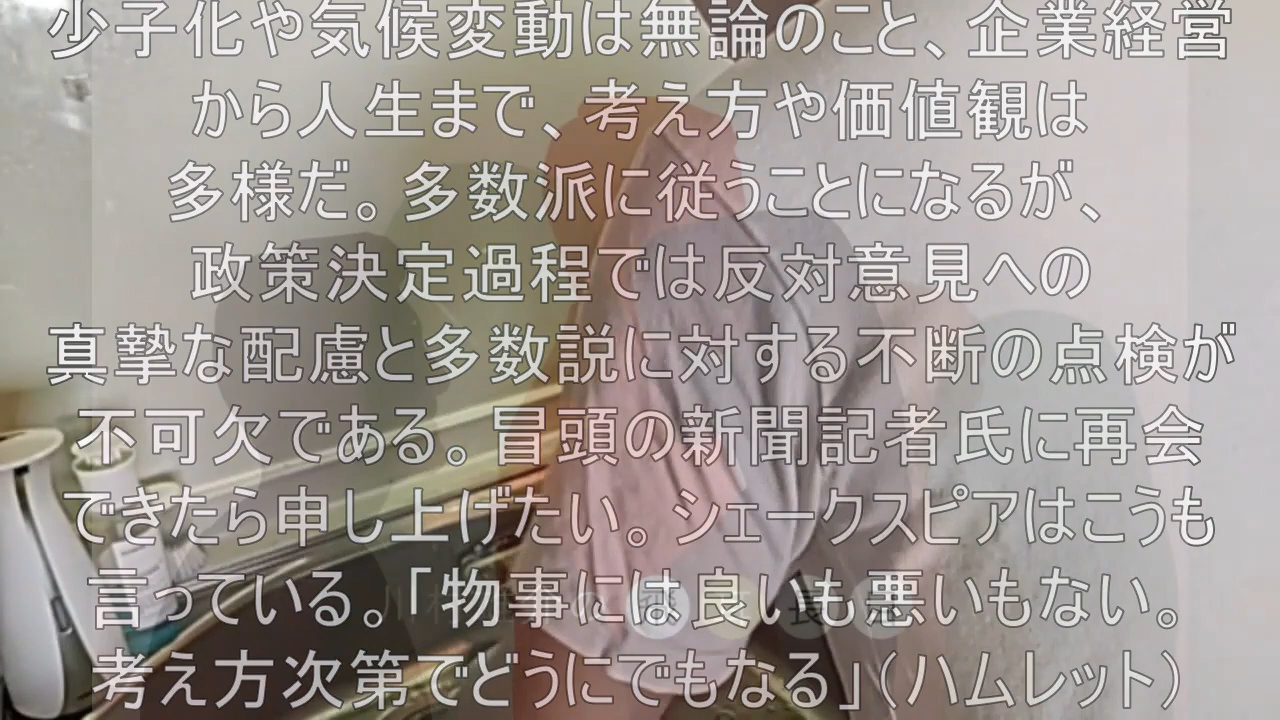 少子化や気候変動は無論のこと、企業経営
から人生まで、考え方や価値観は
多様だ。多数派に従うことになるが、
政策決定過程では反対意見への
真摯な配慮と多数説に対する不断の点検が
不可欠である。冒頭の新聞記者氏に再会
できたら申し上げたい。シェークスピアはこうも
言っている。「物事には良いも悪いもない。
考え方次第でどうにでもなる」（ハムレット）